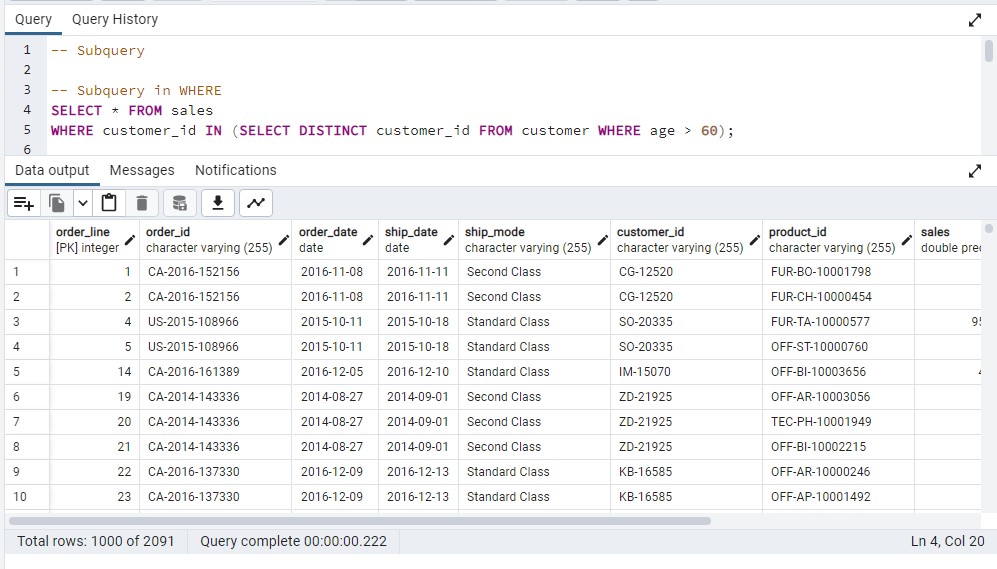 Query Query History
1 -- Subquery
2
3 -- Subquery in WHERE
4 SELECT * FROM sales
5 WHERE customer_id IN (SELECT DISTINCT customer_id FROM customer WHERE age > 60);
6
Data output Messages Notifications
order_line order_id order_date ship_date ship_mode customer_id product_id sales
[PK] integer character varying (255) date date character varying (255) character varying (255) character varying (255) double
1 1 CA-2016-152156 2016-11-08 2016-11-11 Second Class CG-12520 FUR-BO-10001798
2 2 CA-2016-152156 2016-11-08 2016-11-11 Second Class CG-12520 FUR-CH-10000454
3 4 US-2015-108966 2015-10-11 2015-10-18 Standard Class SO-20335 FUR-TA-10000577
4 5 US-2015-108966 2015-10-11 2015-10-18 Standard Class SO-20335 OFF-ST-10000760
5 14 CA-2016-161389 2016-12-05 2016-12-10 Standard Class IM-15070 OFF-BI-10003656
6 19 CA-2014-143336 2014-08-27 2014-09-01 Second Class ZD-21925 OFF-AR-10003056
7 20 CA-2014-143336 2014-08-27 2014-09-01 Second Class ZD-21925 TEC-PH-10001949
8 21 CA-2014-143336 2014-08-27 2014-09-01 Second Class ZD-21925 OFF-BI-10002215
9 22 CA-2016-137330 2016-12-09 2016-12-13 Standard Class KB-16585 OFF-AR-10000246
10 23 CA-2016-137330 2016-12-09 2016-12-13 Standard Class KB-16585 OFF-AP-10001492
Total rows: 1000 of 2091 Query complete 00:00:00.222 Ln 4, Col 20